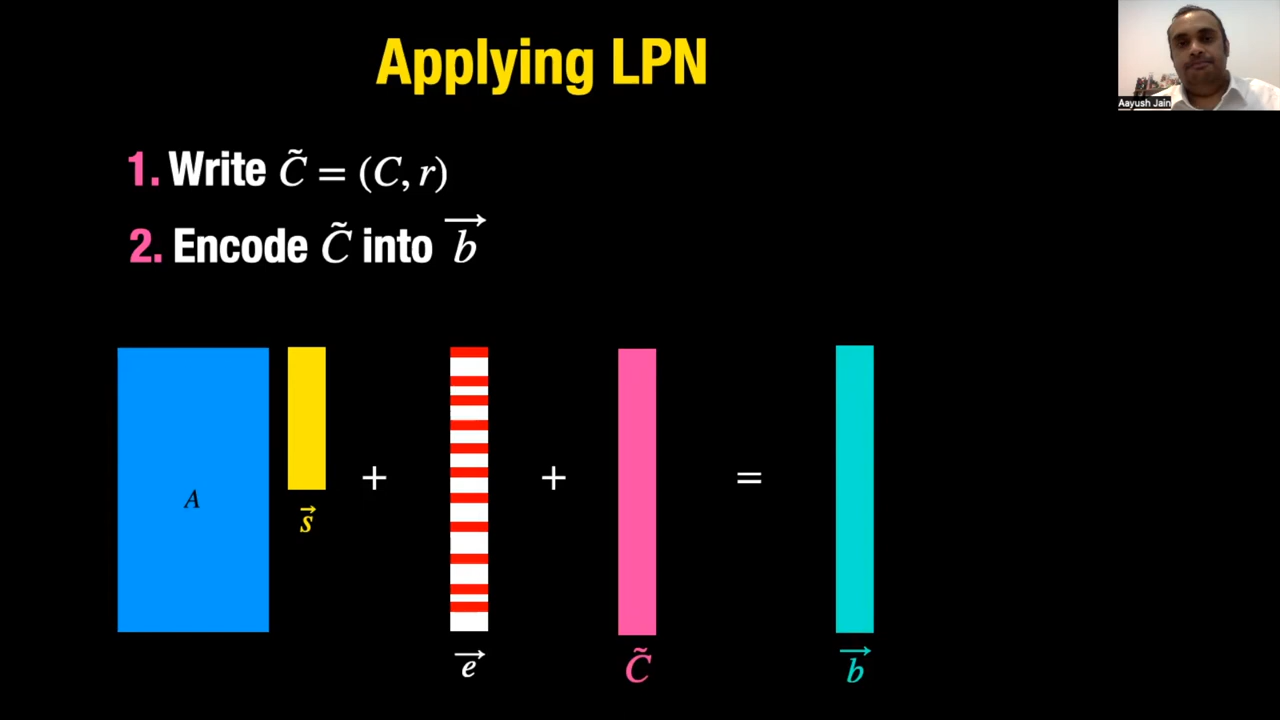 Applying LPN
Aayush Jain
1. Write C̃ = (C, r)
2. Encode C̃ into b⃗
A
s⃗
+
e⃗
+
C̃
=
b⃗